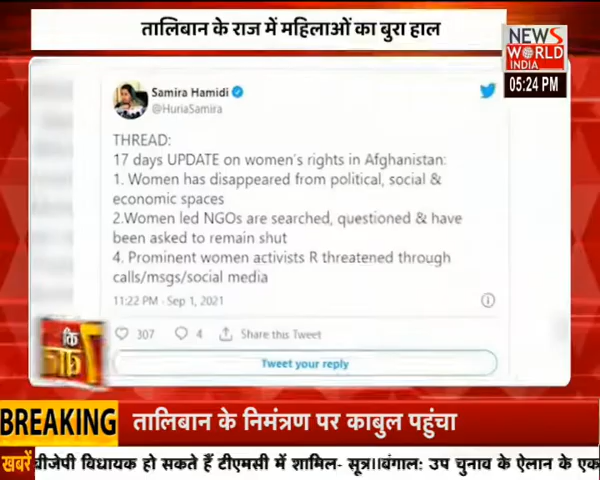 तालिबान के राज में महिलाओं का बुरा हाल
NEWS
WORLD
INDIA
05:24 PM
Samira Hamidi
@HuriaSamira
THREAD:
17 days UPDATE on women's rights in Afghanistan:
1. Women has disappeared from political, social &
economic spaces
2.Women led NGOs are searched, questioned & have
been asked to remain shut
4. Prominent women activists R threatened through
calls/msgs/social media
11:22 PM - Sep 1, 2021
307 4 Share this Tweet
Tweet your reply
BREAKING
तालिबान के निमंत्रण पर काबुल पहुंचा
खबरें
बीजेपी विधायक हो सकते हैं टीएमसी में शामिल- सूत्र||बंगाल: उप चुनाव के ऐलान के एक